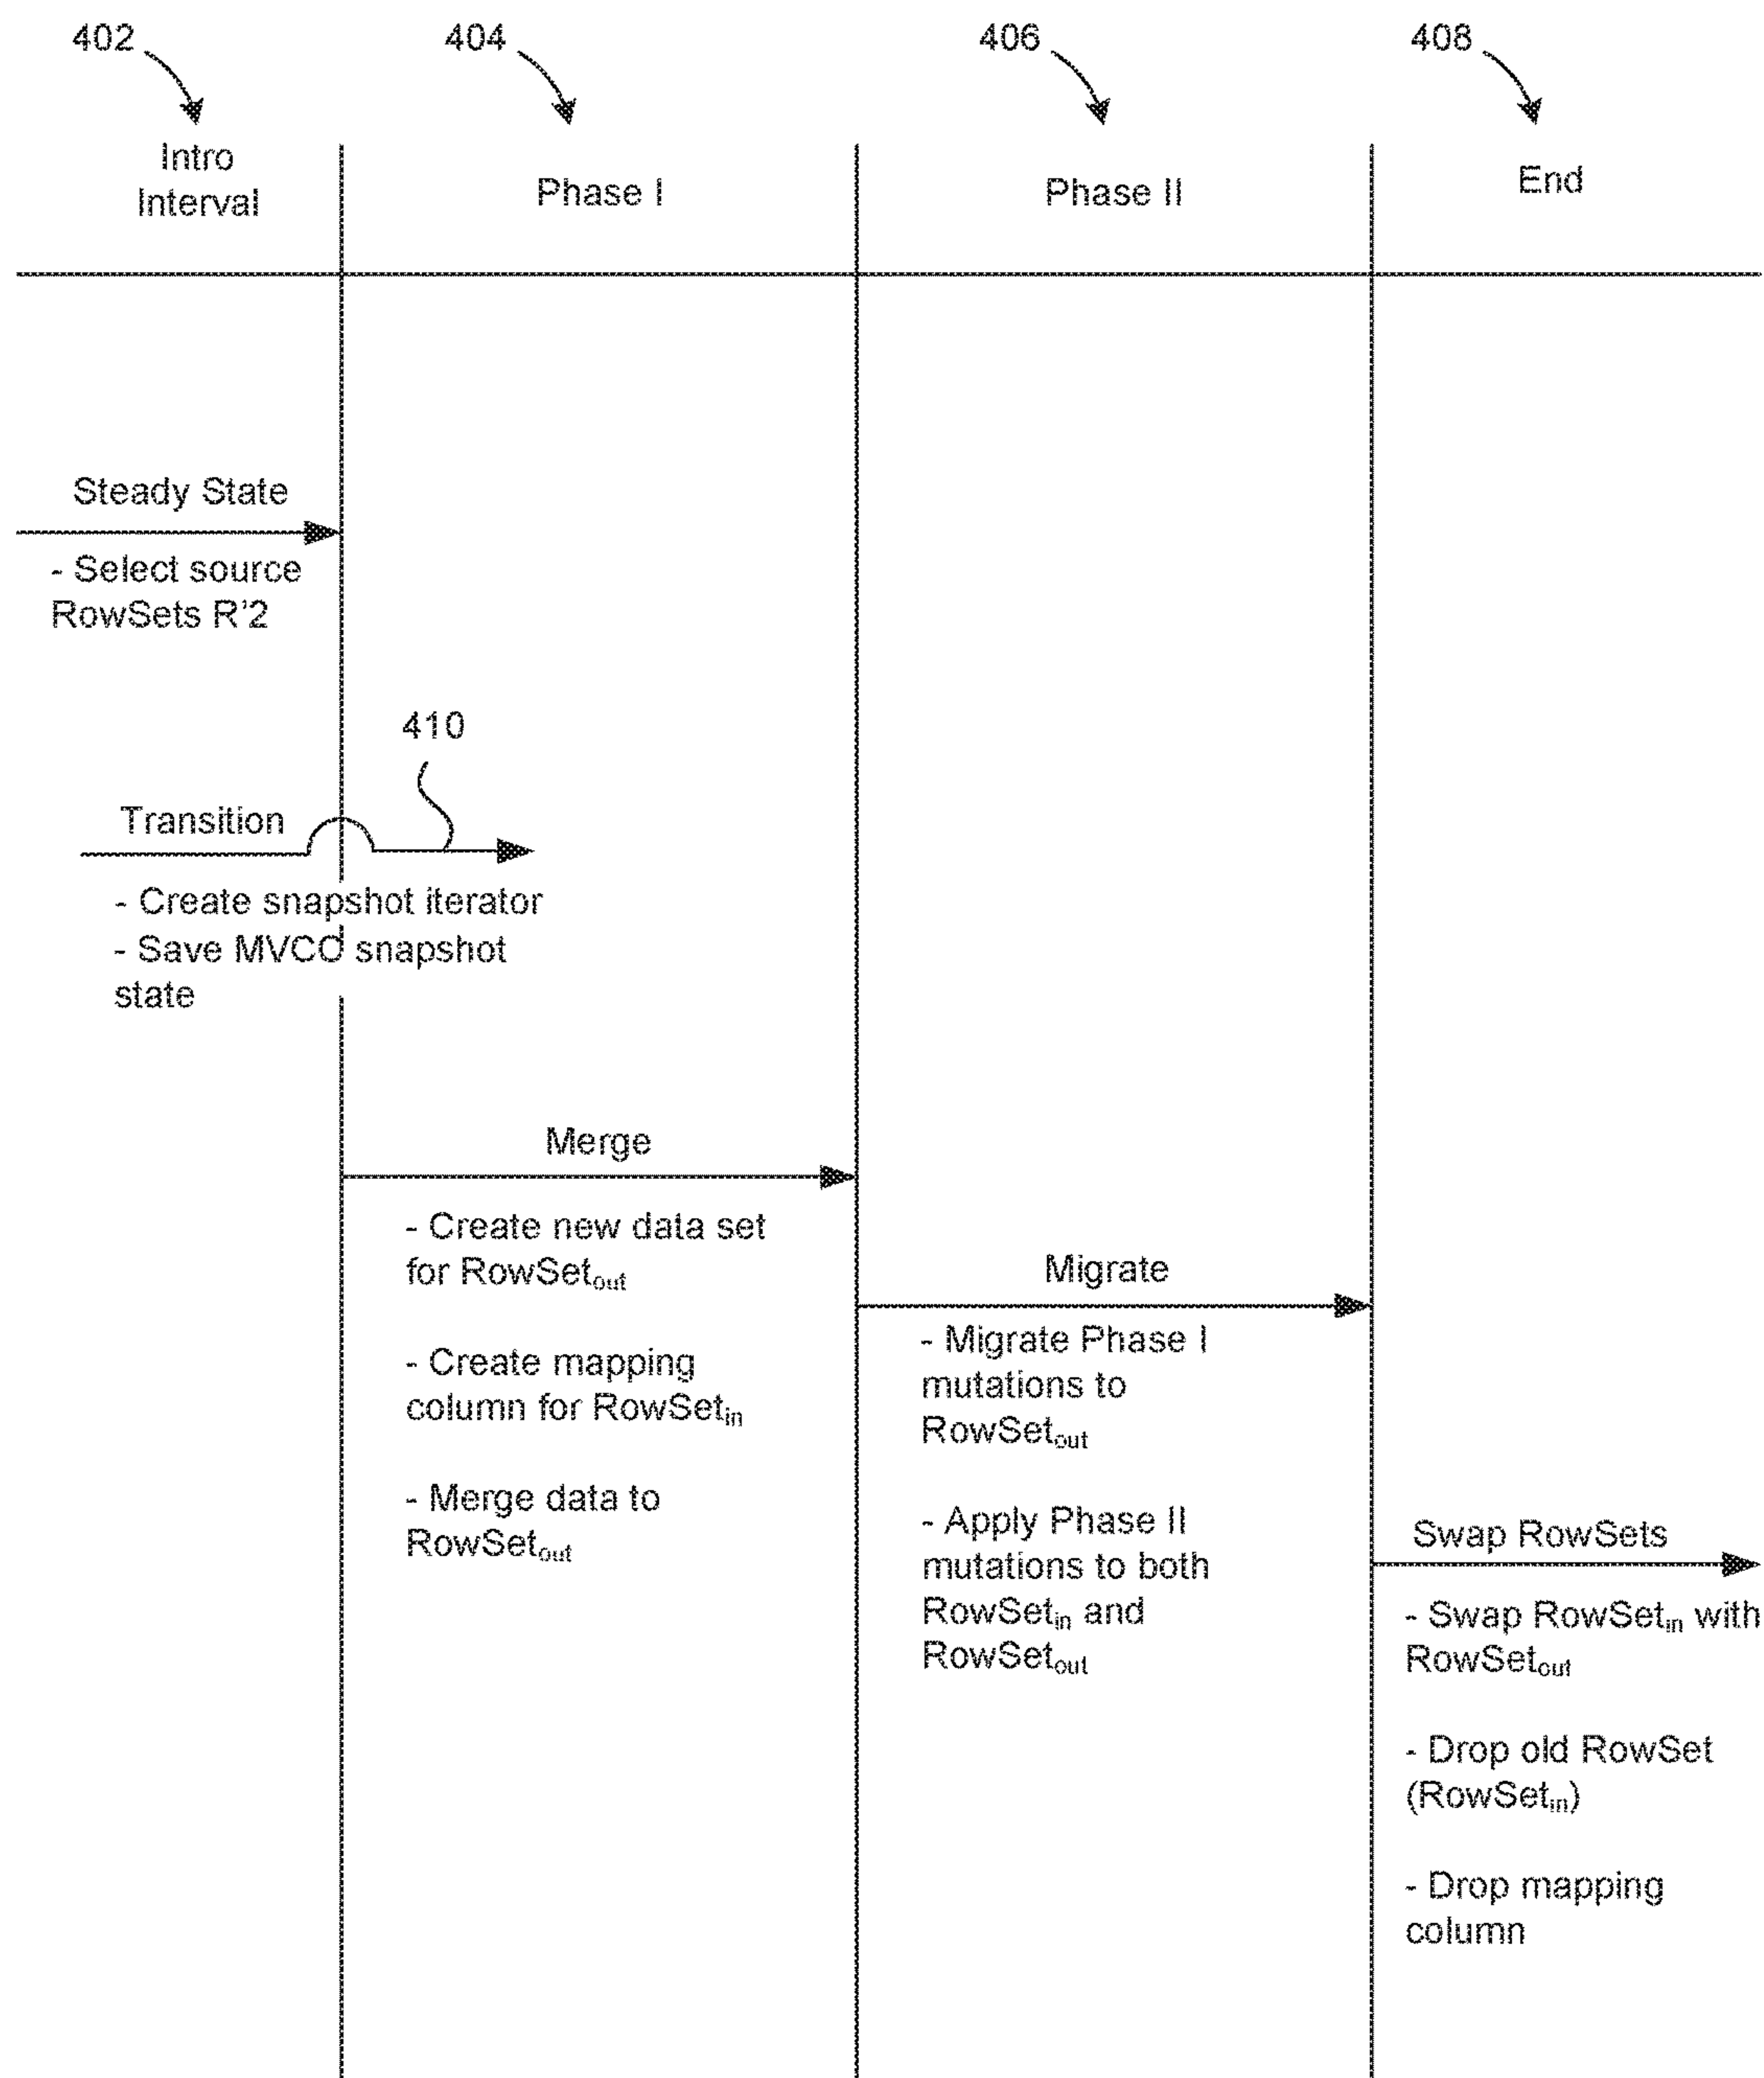 402
404
406
408
Intro
Interval
Phase I
Phase II
End
Steady State
- Select source
RowSets R'2
410
Transition
- Create snapshot iterator
- Save MVCO snapshot
state
Merge
- Create new data set
for RowSetout
- Create mapping
column for RowSetin
- Merge data to
RowSetout
Migrate
- Migrate Phase I
mutations to
RowSetout
- Apply Phase II
mutations to both
RowSetin and
RowSetout
Swap RowSets
- Swap RowSetin with
RowSetout
- Drop old RowSet
(RowSetin)
- Drop mapping
column